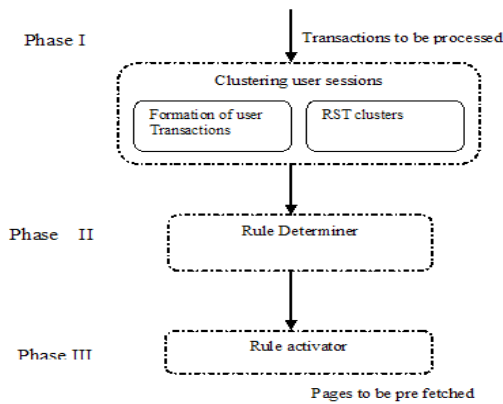 Phase I
Transactions to be processed
Clustering user sessions
Formation of user
Transactions
RST clusters
Phase II
Rule Determiner
Phase III
Rule activator
Pages to be pre fetched